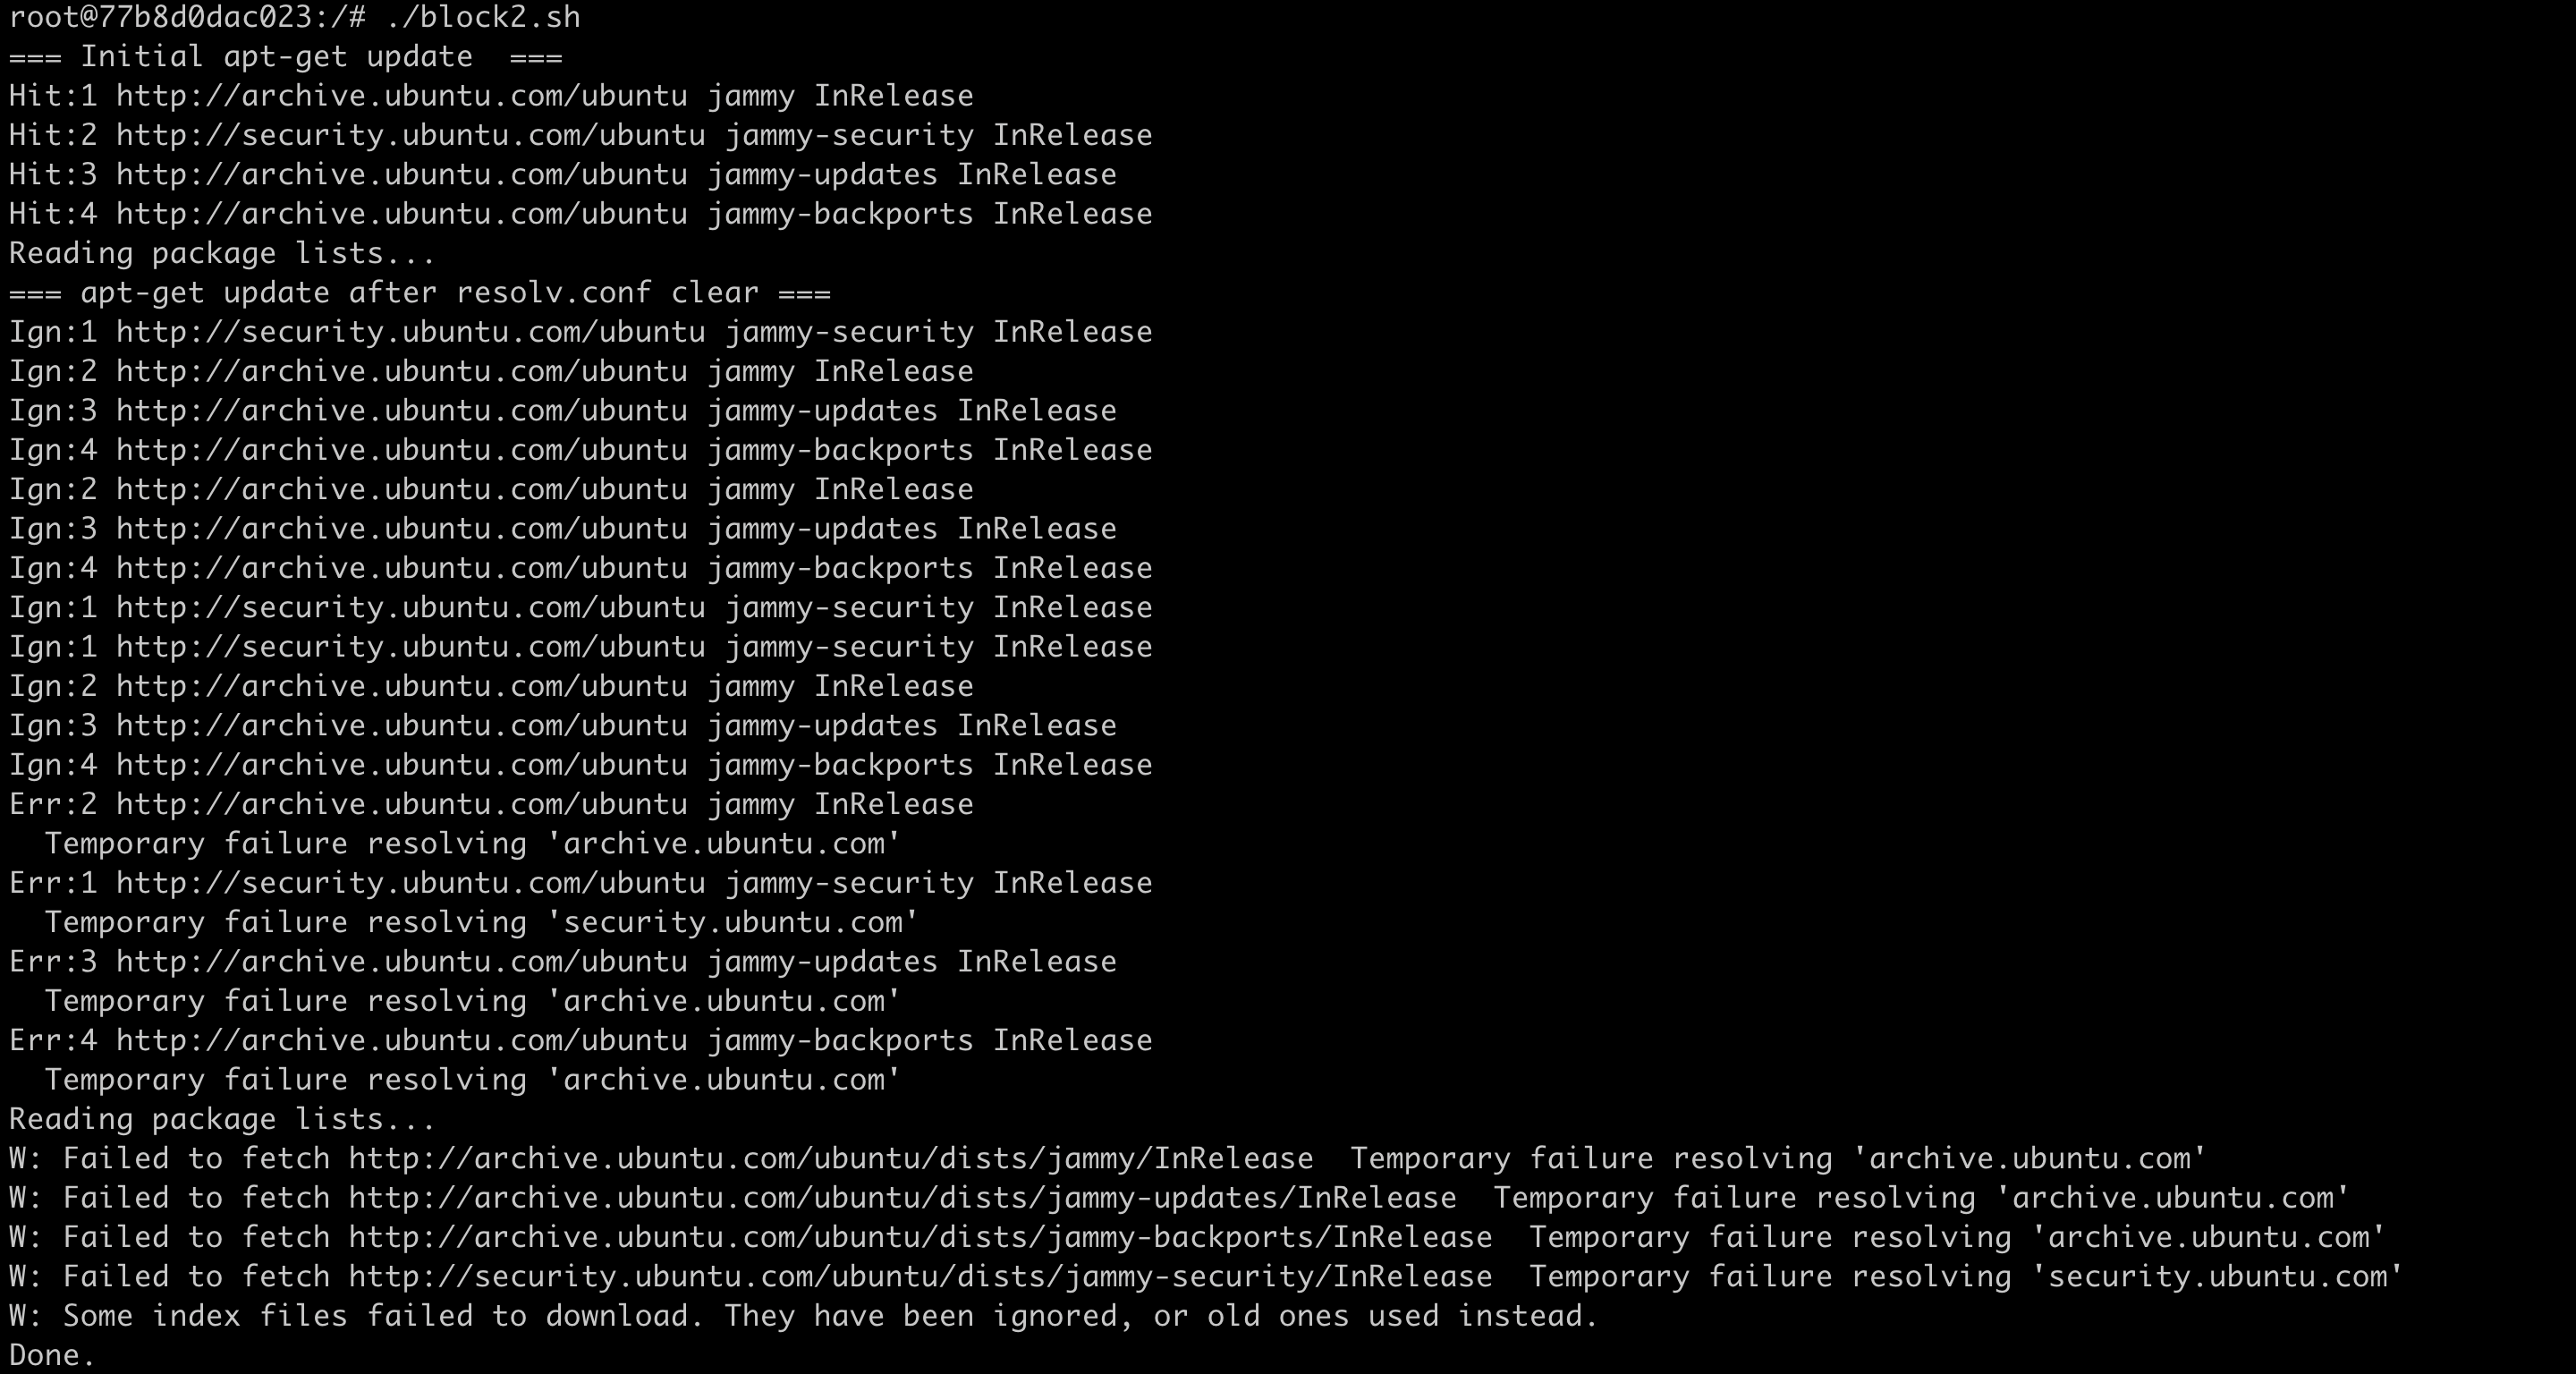 root@77b8d0dac023:/# ./block2.sh
=== Initial apt-get update  ===
Hit:1 http://archive.ubuntu.com/ubuntu jammy InRelease
Hit:2 http://security.ubuntu.com/ubuntu jammy-security InRelease
Hit:3 http://archive.ubuntu.com/ubuntu jammy-updates InRelease
Hit:4 http://archive.ubuntu.com/ubuntu jammy-backports InRelease
Reading package lists...
=== apt-get update after resolv.conf clear ===
Ign:1 http://security.ubuntu.com/ubuntu jammy-security InRelease
Ign:2 http://archive.ubuntu.com/ubuntu jammy InRelease
Ign:3 http://archive.ubuntu.com/ubuntu jammy-updates InRelease
Ign:4 http://archive.ubuntu.com/ubuntu jammy-backports InRelease
Ign:2 http://archive.ubuntu.com/ubuntu jammy InRelease
Ign:3 http://archive.ubuntu.com/ubuntu jammy-updates InRelease
Ign:4 http://archive.ubuntu.com/ubuntu jammy-backports InRelease
Ign:1 http://security.ubuntu.com/ubuntu jammy-security InRelease
Ign:1 http://security.ubuntu.com/ubuntu jammy-security InRelease
Ign:2 http://archive.ubuntu.com/ubuntu jammy InRelease
Ign:3 http://archive.ubuntu.com/ubuntu jammy-updates InRelease
Ign:4 http://archive.ubuntu.com/ubuntu jammy-backports InRelease
Err:2 http://archive.ubuntu.com/ubuntu jammy InRelease
  Temporary failure resolving 'archive.ubuntu.com'
Err:1 http://security.ubuntu.com/ubuntu jammy-security InRelease
  Temporary failure resolving 'security.ubuntu.com'
Err:3 http://archive.ubuntu.com/ubuntu jammy-updates InRelease
  Temporary failure resolving 'archive.ubuntu.com'
Err:4 http://archive.ubuntu.com/ubuntu jammy-backports InRelease
  Temporary failure resolving 'archive.ubuntu.com'
Reading package lists...
W: Failed to fetch http://archive.ubuntu.com/ubuntu/dists/jammy/InRelease  Temporary failure resolving 'archive.ubuntu.com'
W: Failed to fetch http://archive.ubuntu.com/ubuntu/dists/jammy-updates/InRelease  Temporary failure resolving 'archive.ubuntu.com'
W: Failed to fetch http://archive.ubuntu.com/ubuntu/dists/jammy-backports/InRelease  Temporary failure resolving 'archive.ubuntu.com'
W: Failed to fetch http://security.ubuntu.com/ubuntu/dists/jammy-security/InRelease  Temporary failure resolving 'security.ubuntu.com'
W: Some index files failed to download. They have been ignored, or old ones used instead.
Done.